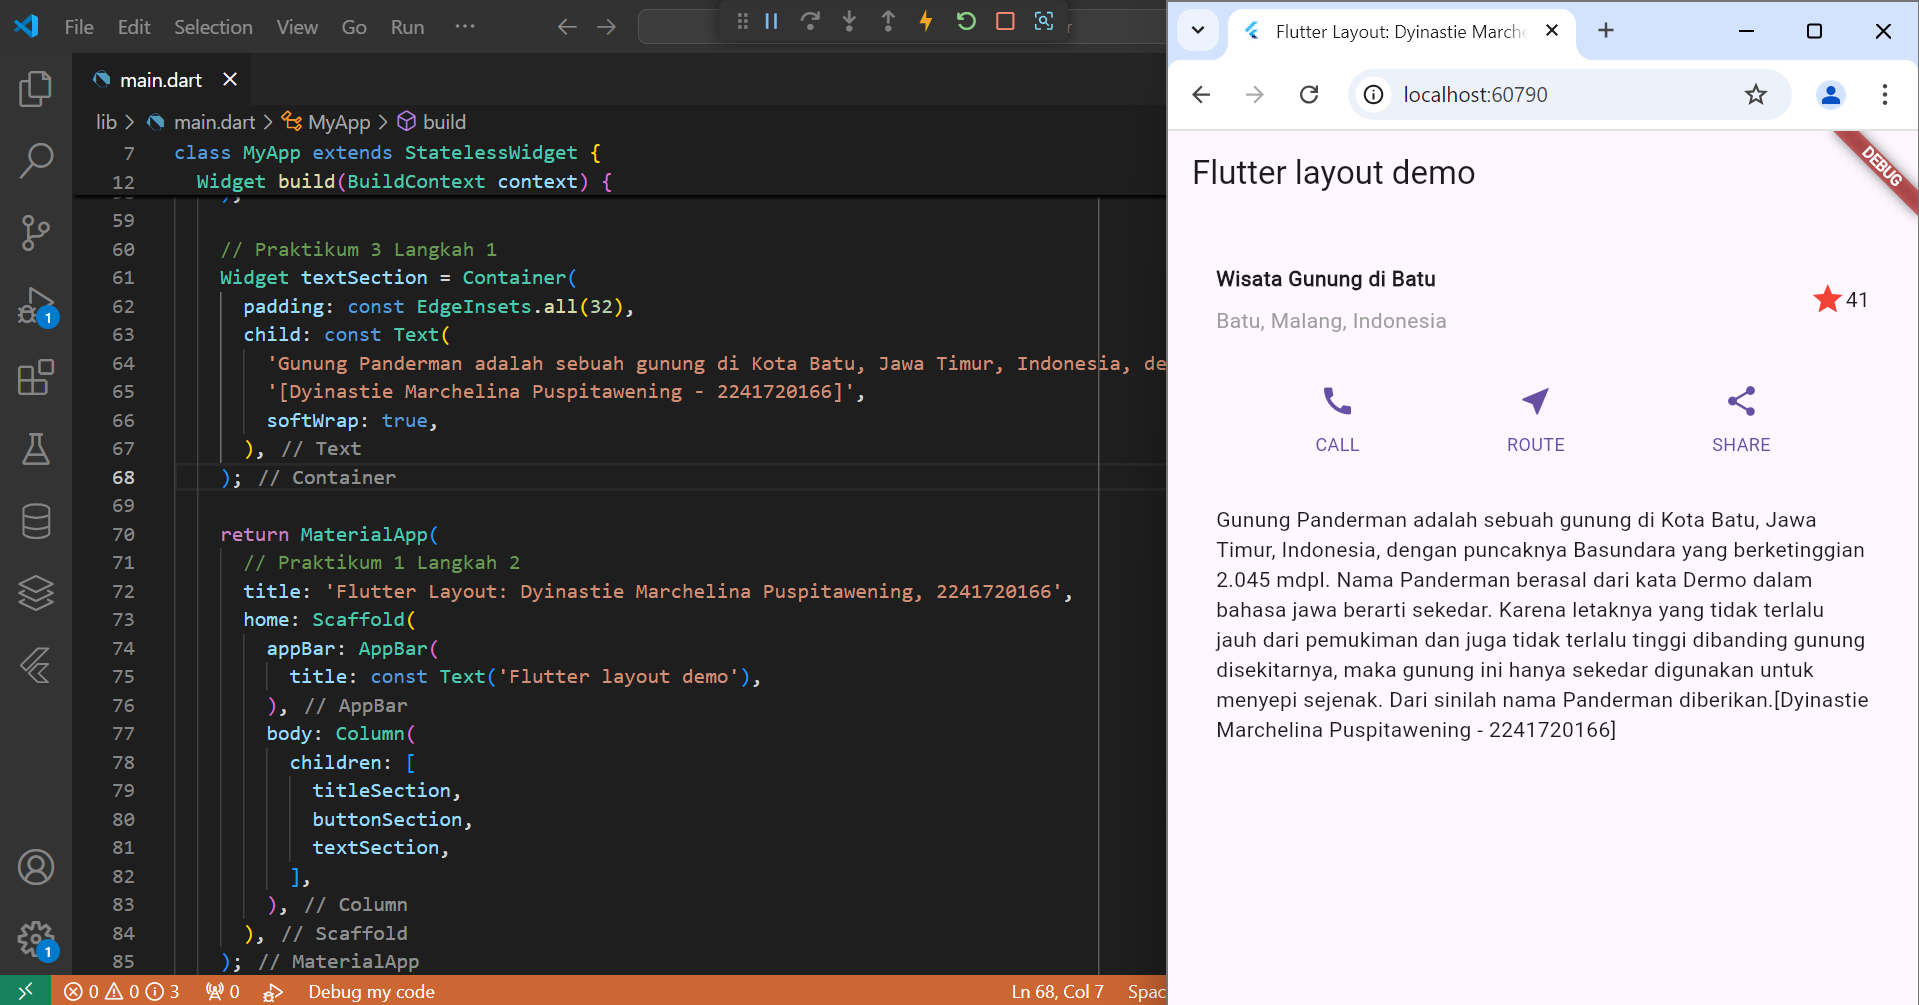 File Edit Selection View Go Run ···
main.dart
lib > main.dart > MyApp > build
7 class MyApp extends StatelessWidget {
12 Widget build(BuildContext context) {
59
60 // Praktikum 3 Langkah 1
61 Widget textSection = Container(
62 padding: const EdgeInsets.all(32),
63 child: const Text(
64 'Gunung Panderman adalah sebuah gunung di Kota Batu, Jawa Timur, Indonesia, de
65 '[Dyinastie Marchelina Puspitawening - 2241720166]',
66 softWrap: true,
67 ), // Text
68 ); // Container
69
70 return MaterialApp(
71 // Praktikum 1 Langkah 2
72 title: 'Flutter Layout: Dyinastie Marchelina Puspitawening, 2241720166',
73 home: Scaffold(
74 appBar: AppBar(
75 title: const Text('Flutter layout demo'),
76 ), // AppBar
77 body: Column(
78 children: [
79 titleSection,
80 buttonSection,
81 textSection,
82 ],
83 ), // Column
84 ), // Scaffold
85 ); // MaterialApp
1
1
0 0 3 0 Debug my code Ln 68, Col 7 Spac
Flutter Layout: Dyinastie Marche
localhost:60790
DEBUG
Flutter layout demo
Wisata Gunung di Batu
Batu, Malang, Indonesia
41
CALL ROUTE SHARE
Gunung Panderman adalah sebuah gunung di Kota Batu, Jawa
Timur, Indonesia, dengan puncaknya Basundara yang berketinggian
2.045 mdpl. Nama Panderman berasal dari kata Dermo dalam
bahasa jawa berarti sekedar. Karena letaknya yang tidak terlalu
jauh dari pemukiman dan juga tidak terlalu tinggi dibanding gunung
disekitarnya, maka gunung ini hanya sekedar digunakan untuk
menyepi sejenak. Dari sinilah nama Panderman diberikan.[Dyinastie
Marchelina Puspitawening - 2241720166]